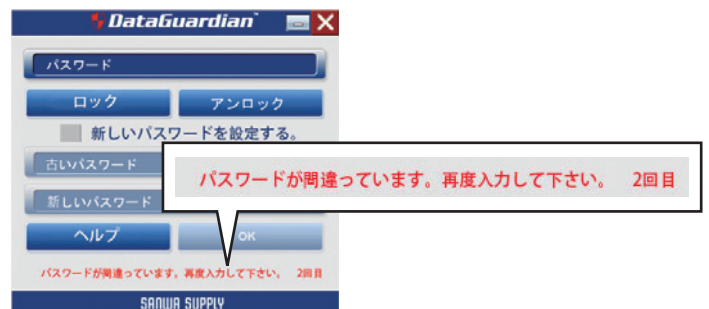 DataGuardian™
パスワード
ロック アンロック
新しいパスワードを設定する。
古いパスワード
新しいパスワード
パスワードが間違っています。再度入力して下さい。 2回目
ヘルプ OK
パスワードが間違っています。再度入力して下さい。 2回目
SANWA SUPPLY